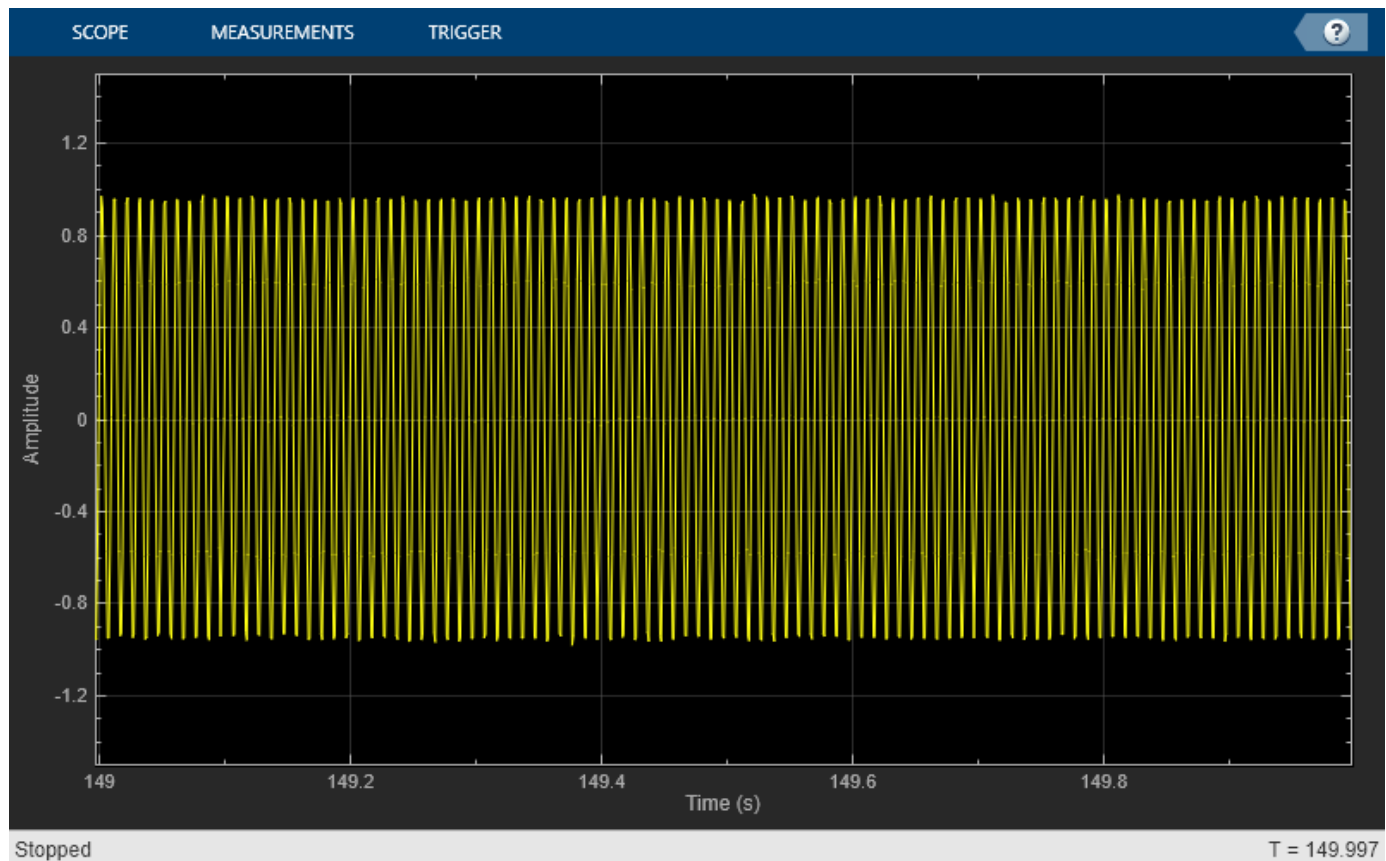 SCOPE MEASUREMENTS TRIGGER ?
1.2
0.8
0.4
0
-0.4
-0.8
-1.2
Amplitude
149 149.2 149.4 149.6 149.8
Time (s)
Stopped T = 149.997